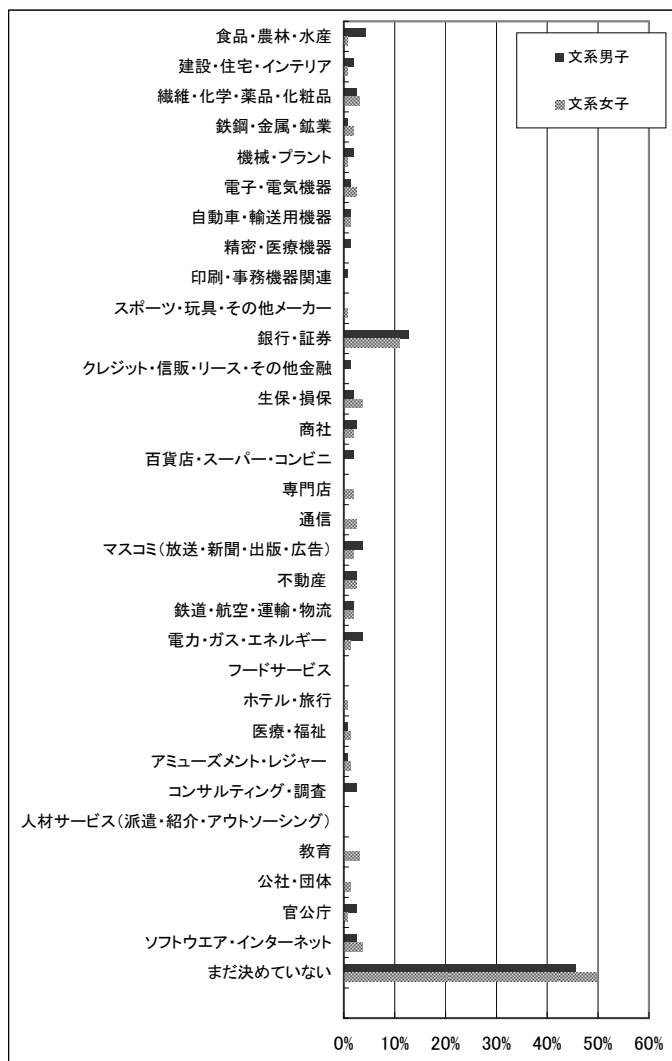 食品・農林・水産
建設・住宅・インテリア
繊維・化学・薬品・化粧品
鉄鋼・金属・鉱業
機械・プラント
電子・電気機器
自動車・輸送用機器
精密・医療機器
印刷・事務機器関連
スポーツ・玩具・その他メーカー
銀行・証券
クレジット・信販・リース・その他金融
生保・損保
商社
百貨店・スーパー・コンビニ
専門店
通信
マスコミ(放送・新聞・出版・広告)
不動産
鉄道・航空・運輸・物流
電力・ガス・エネルギー
フードサービス
ホテル・旅行
医療・福祉
アミューズメント・レジャー
コンサルティング・調査
人材サービス(派遣・紹介・アウトソーシング)
教育
公社・団体
官公庁
ソフトウエア・インターネット
まだ決めていない
0% 10% 20% 30% 40% 50% 60%
文系男子
文系女子